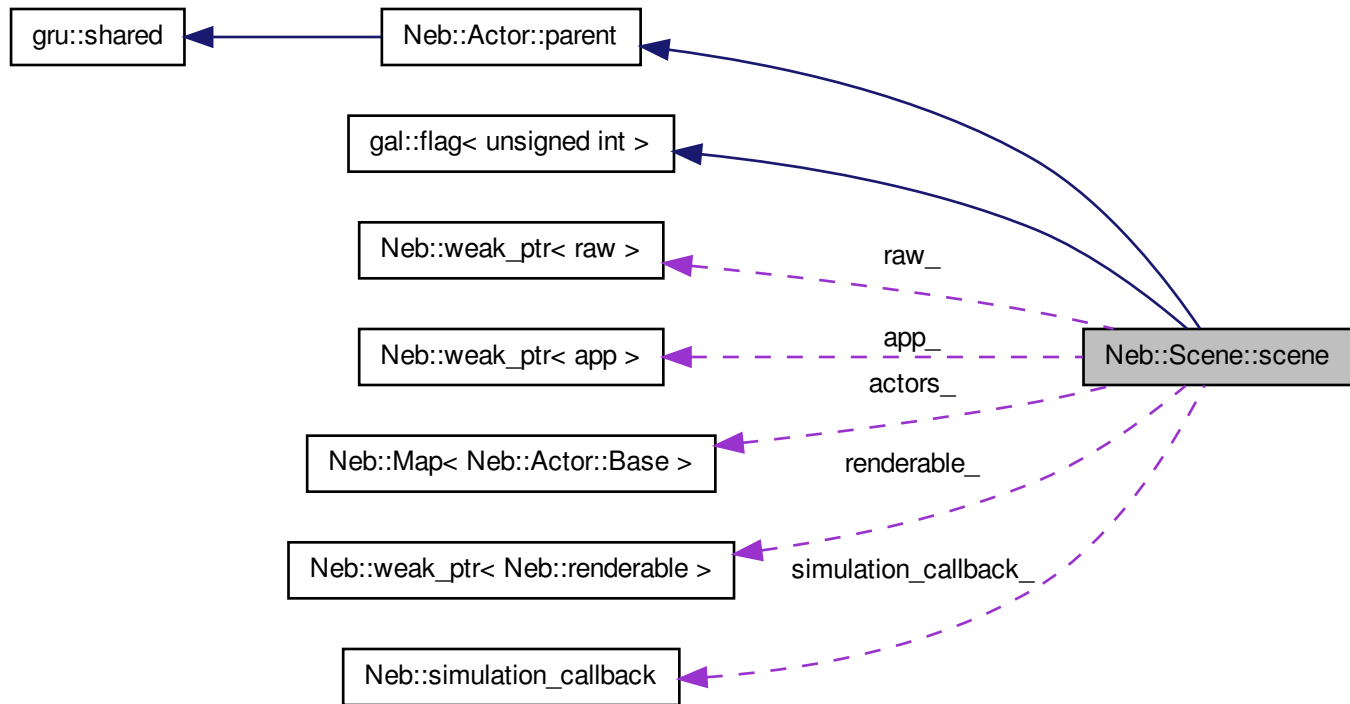 gru::shared
Neb::Actor::parent
gal::flag< unsigned int >
Neb::weak_ptr< raw >
raw_
Neb::weak_ptr< app >
app_
Neb::Scene::scene
actors_
Neb::Map< Neb::Actor::Base >
renderable_
Neb::weak_ptr< Neb::renderable >
simulation_callback_
Neb::simulation_callback